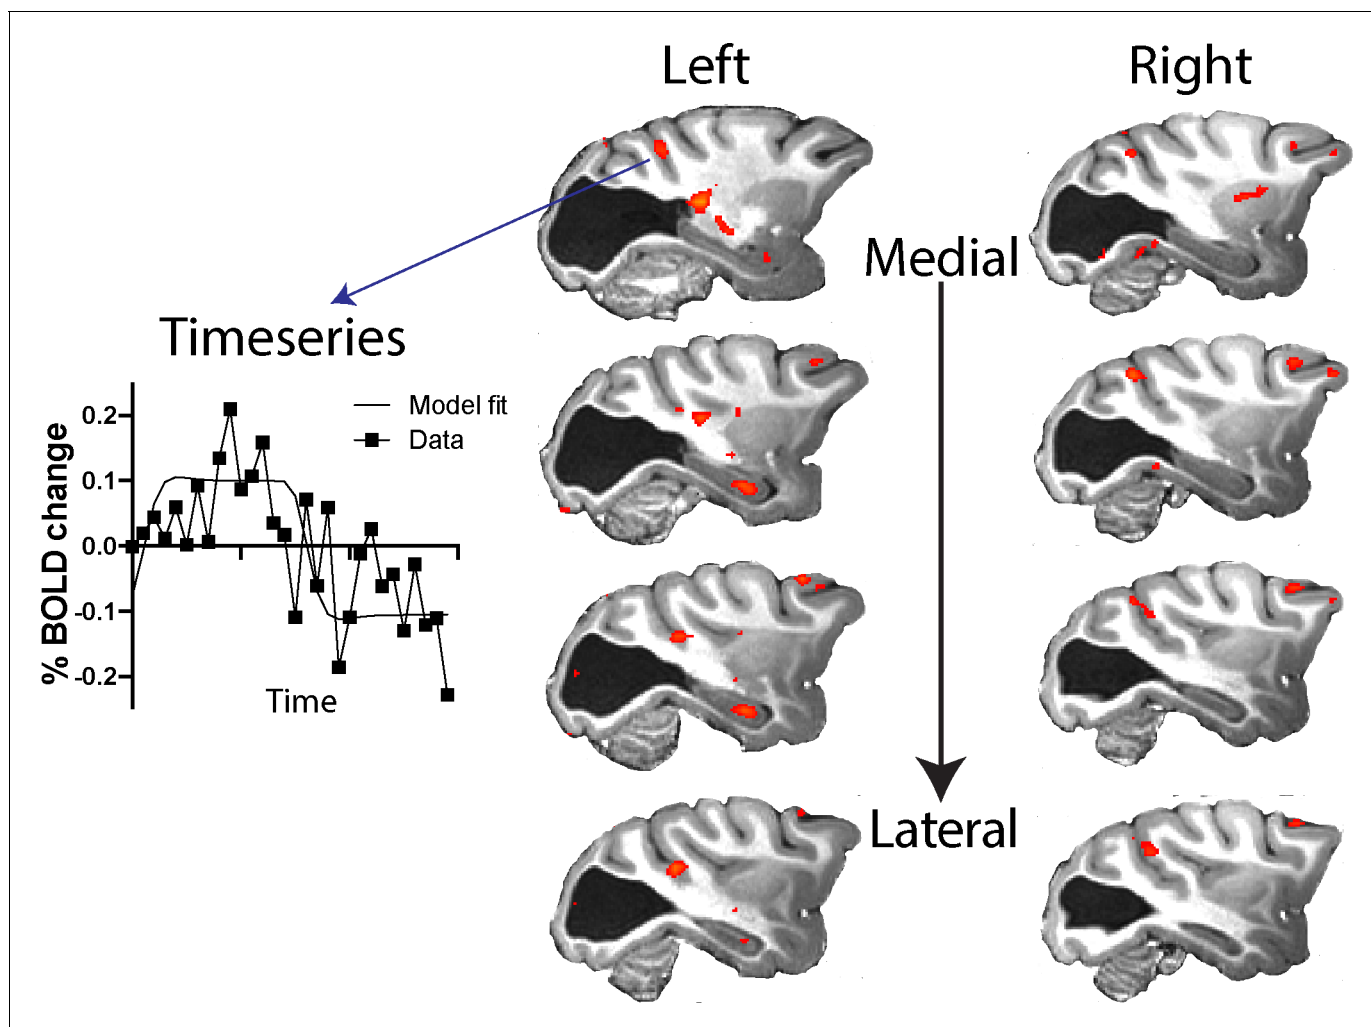 Left
Right
Medial
Timeseries
Model fit
Data
0.2
0.1
0.0
-0.1
-0.2
% BOLD change
Time
Lateral